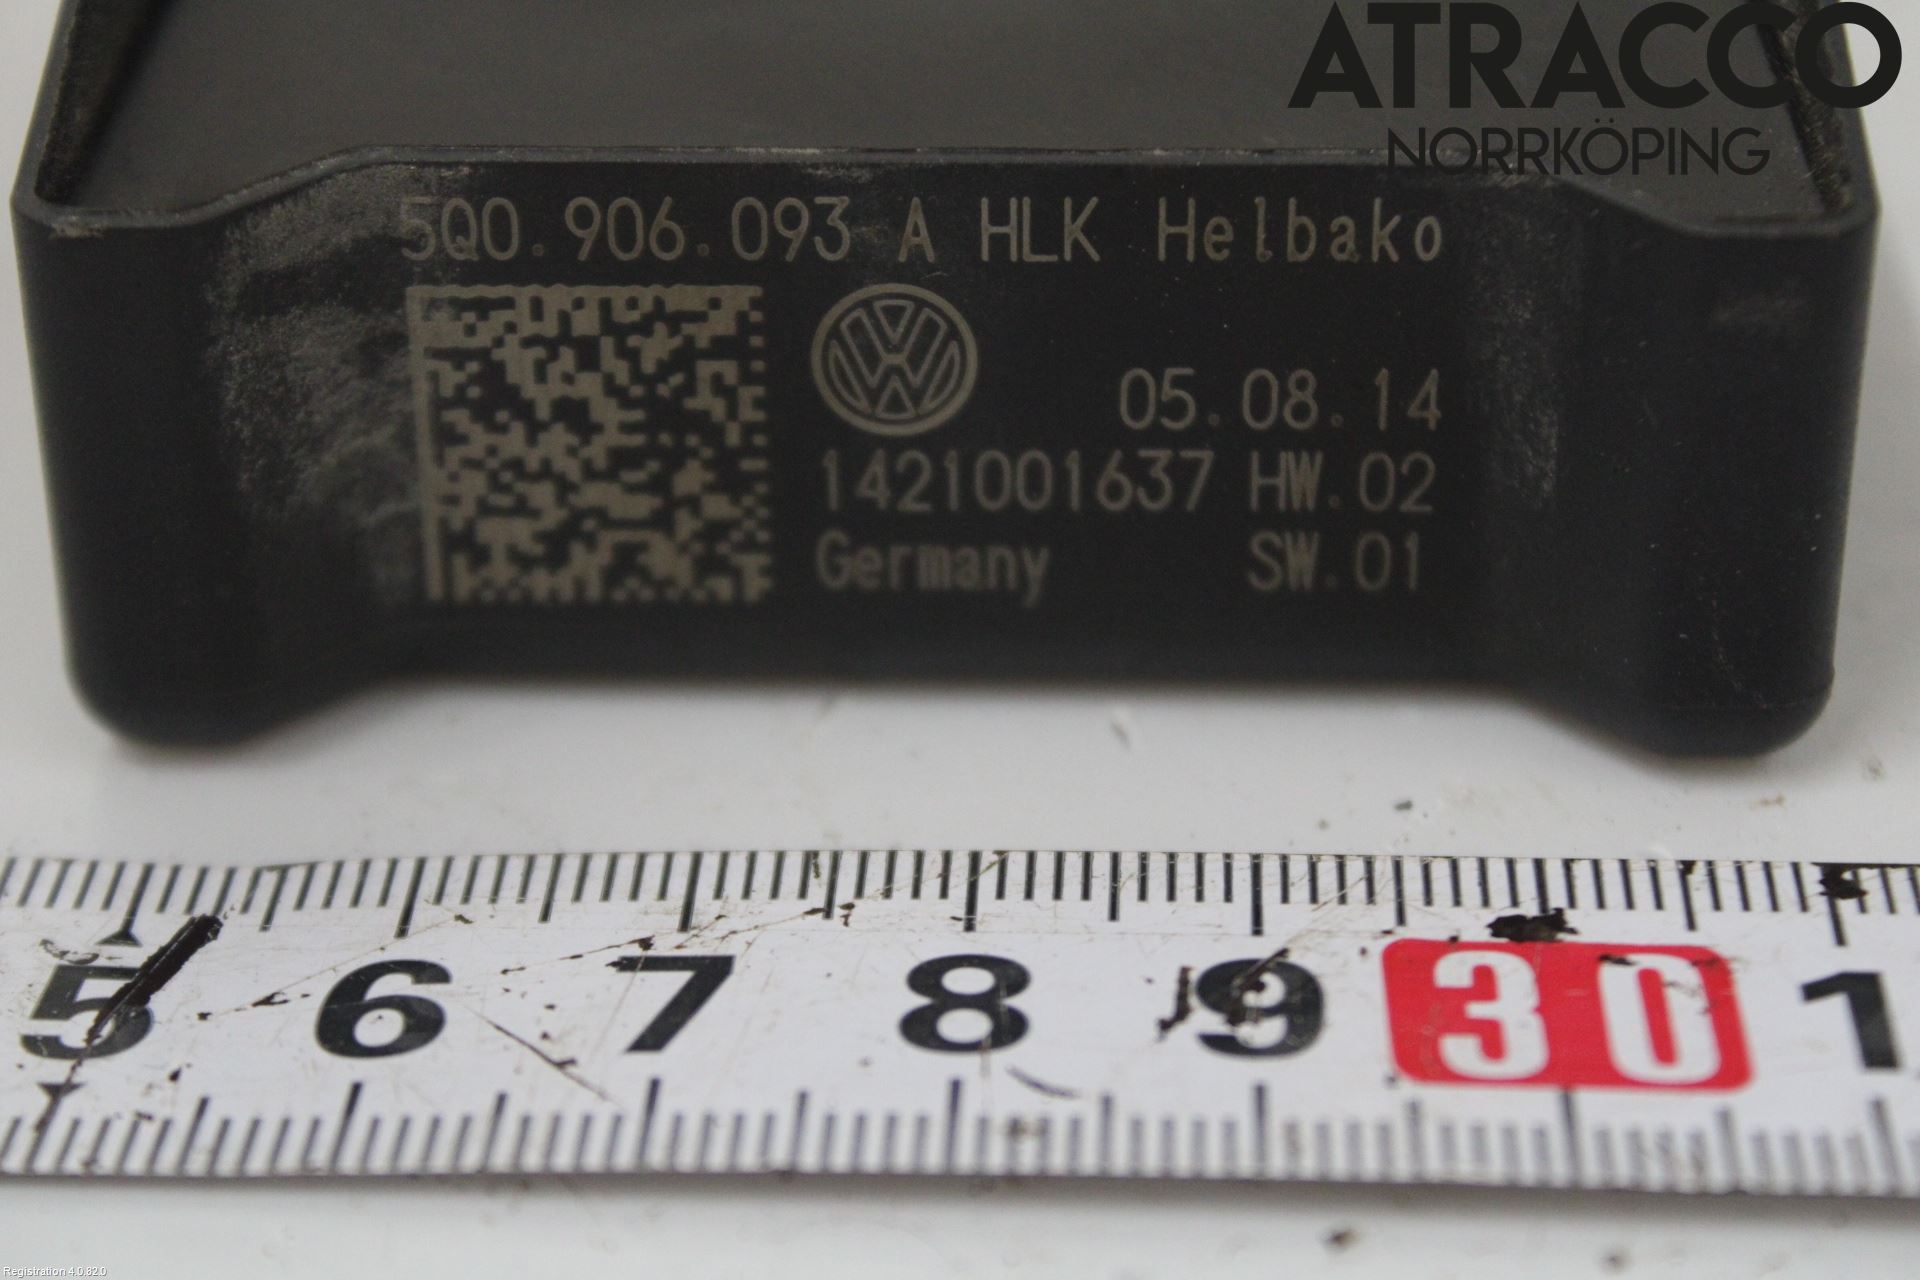 ATRACCO
NORRKÖPING
5Q0.906.093 A HLK Helbako
05.08.14
1421001637 HW.02
Germany SW.01
5 6 7 8 9 30 1
Registration 4.0.82.0